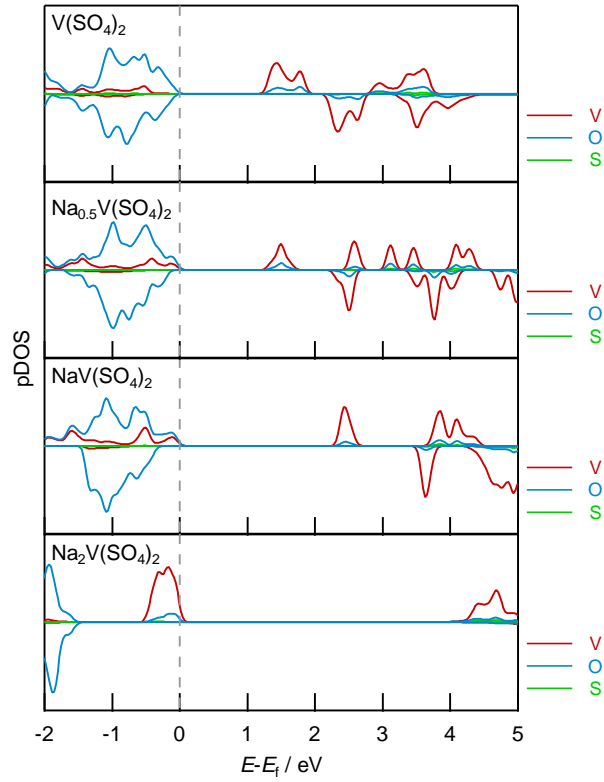 V(SO₄)₂
V
O
S
Na₀.₅V(SO₄)₂
V
O
S
pDOS
NaV(SO₄)₂
V
O
S
Na₂V(SO₄)₂
V
O
S
-2 -1 0 1 2 3 4 5
E-Ef / eV